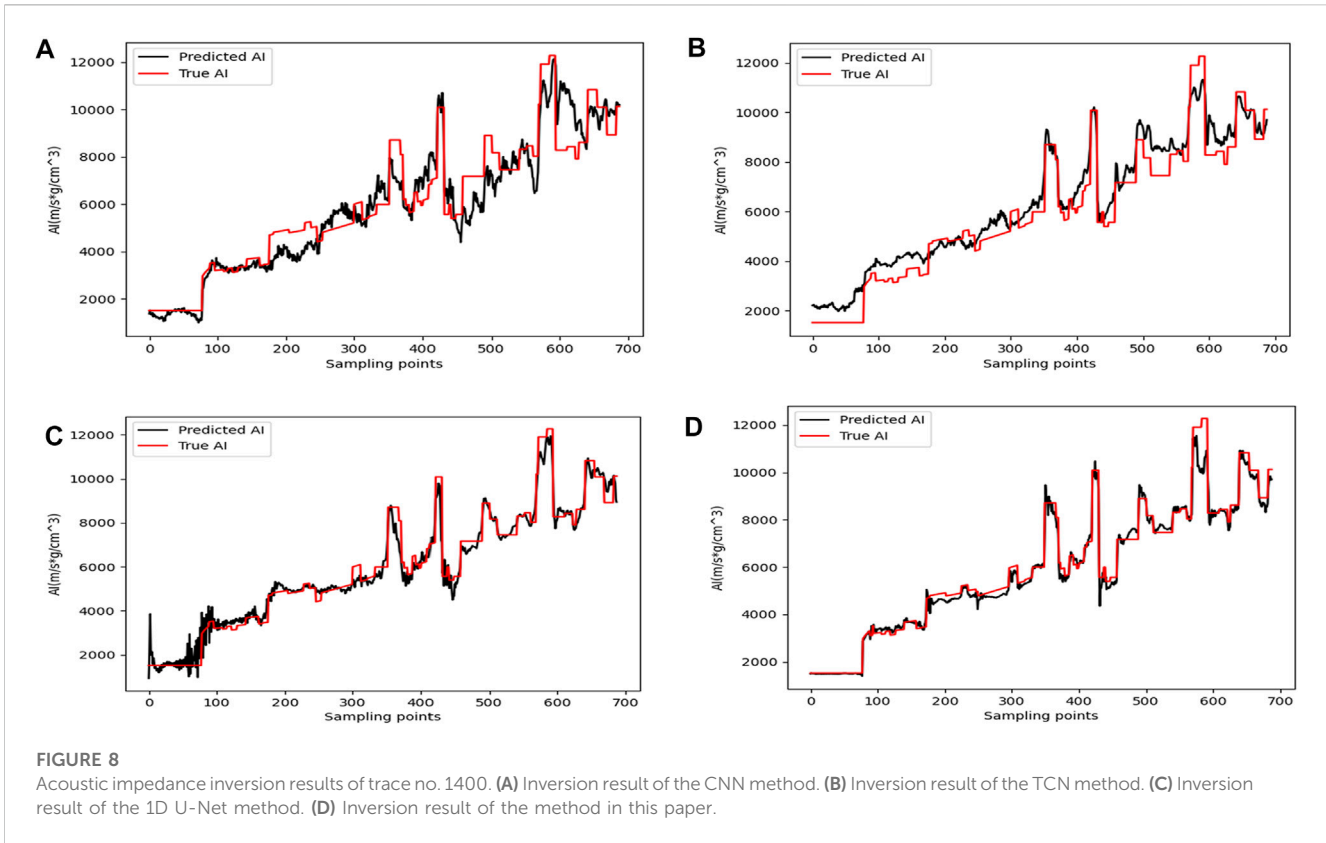 A
Predicted AI
True AI
AI(m/s*g/cm^3)
12000
10000
8000
6000
4000
2000
0 100 200 300 400 500 600 700
Sampling points
B
Predicted AI
True AI
AI(m/s*g/cm^3)
12000
10000
8000
6000
4000
2000
0 100 200 300 400 500 600 700
Sampling points
C
Predicted AI
True AI
AI(m/s*g/cm^3)
12000
10000
8000
6000
4000
2000
0 100 200 300 400 500 600 700
Sampling points
D
Predicted AI
True AI
AI(m/s*g/cm^3)
12000
10000
8000
6000
4000
2000
0 100 200 300 400 500 600 700
Sampling points
FIGURE 8
Acoustic impedance inversion results of trace no. 1400. (A) Inversion result of the CNN method. (B) Inversion result of the TCN method. (C) Inversion
result of the 1D U-Net method. (D) Inversion result of the method in this paper.